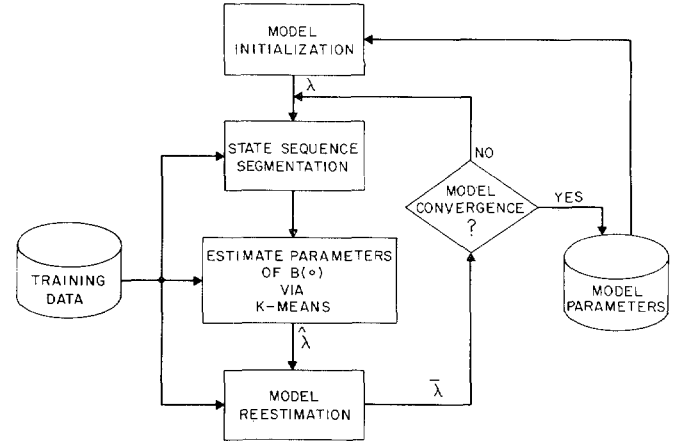 MODEL
INITIALIZATION
λ
STATE SEQUENCE
SEGMENTATION
NO
MODEL
CONVERGENCE
?
YES
TRAINING
DATA
ESTIMATE PARAMETERS
OF B(∘)
VIA
K-MEANS
MODEL
PARAMETERS
λ̂
MODEL
REESTIMATION
λ̅